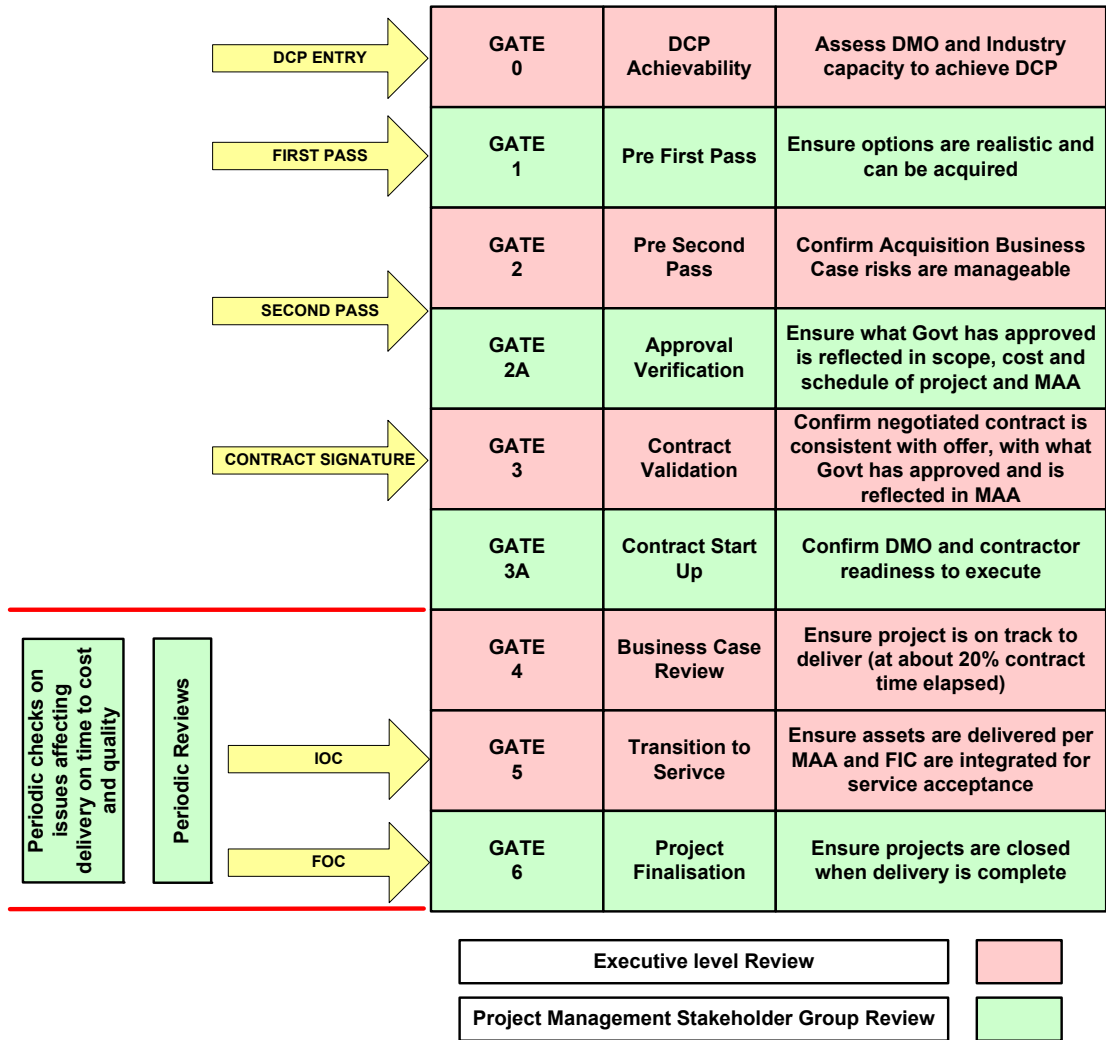 DCP ENTRY
GATE
0
DCP
Achievability
Assess DMO and Industry
capacity to achieve DCP
FIRST PASS
GATE
1
Pre First Pass
Ensure options are realistic and
can be acquired
GATE
2
Pre Second
Pass
Confirm Acquisition Business
Case risks are manageable
SECOND PASS
GATE
2A
Approval
Verification
Ensure what Govt has approved
is reflected in scope, cost and
schedule of project and MAA
CONTRACT SIGNATURE
GATE
3
Contract
Validation
Confirm negotiated contract is
consistent with offer, with what
Govt has approved and is
reflected in MAA
GATE
3A
Contract Start
Up
Confirm DMO and contractor
readiness to execute
Periodic checks on
issues affecting
delivery on time to cost
and quality
Periodic Reviews
GATE
4
Business Case
Review
Ensure project is on track to
deliver (at about 20% contract
time elapsed)
IOC
GATE
5
Transition to
Serivce
Ensure assets are delivered per
MAA and FIC are integrated for
service acceptance
FOC
GATE
6
Project
Finalisation
Ensure projects are closed
when delivery is complete
Executive level Review
Project Management Stakeholder Group Review